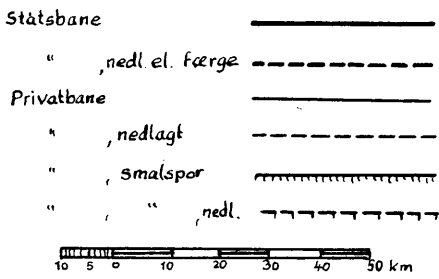 Statsbane
" , nedl. el. færge
Privatbane
" , nedlagt
" , smalspor
" , " , nedl.
10 5 0 10 20 30 40 50 km